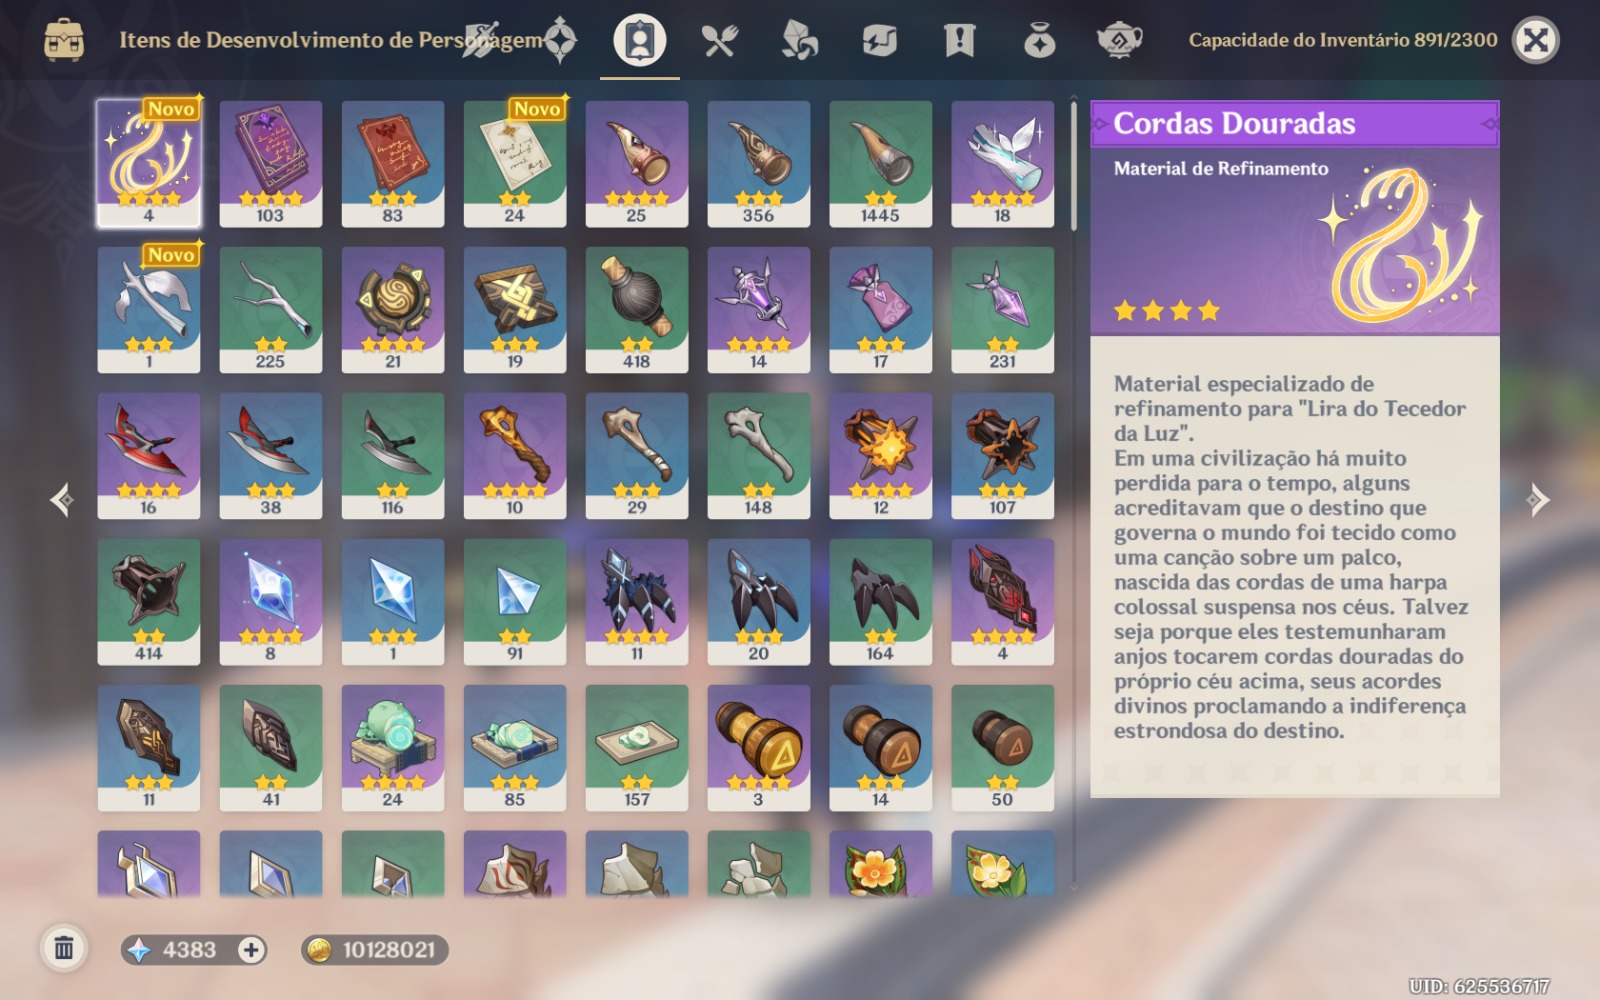 Itens de Desenvolvimento de Personagem
Capacidade do Inventário 891/2300
Novo
4
103
83
Novo
24
25
356
1445
18
Novo
1
225
21
19
418
14
17
231
16
38
116
10
29
148
12
107
414
8
1
91
11
20
164
4
11
41
24
85
157
3
14
50
Cordas Douradas
Material de Refinamento
Material especializado de
refinamento para "Lira do Tecedor
da Luz".
Em uma civilização há muito
perdida para o tempo, alguns
acreditavam que o destino que
governa o mundo foi tecido como
uma canção sobre um palco,
nascida das cordas de uma harpa
colossal suspensa nos céus. Talvez
seja porque eles testemunharam
anjos tocarem cordas douradas do
próprio céu acima, seus acordes
divinos proclamando a indiferença
estrondosa do destino.
4383
10128021
UID: 625536717